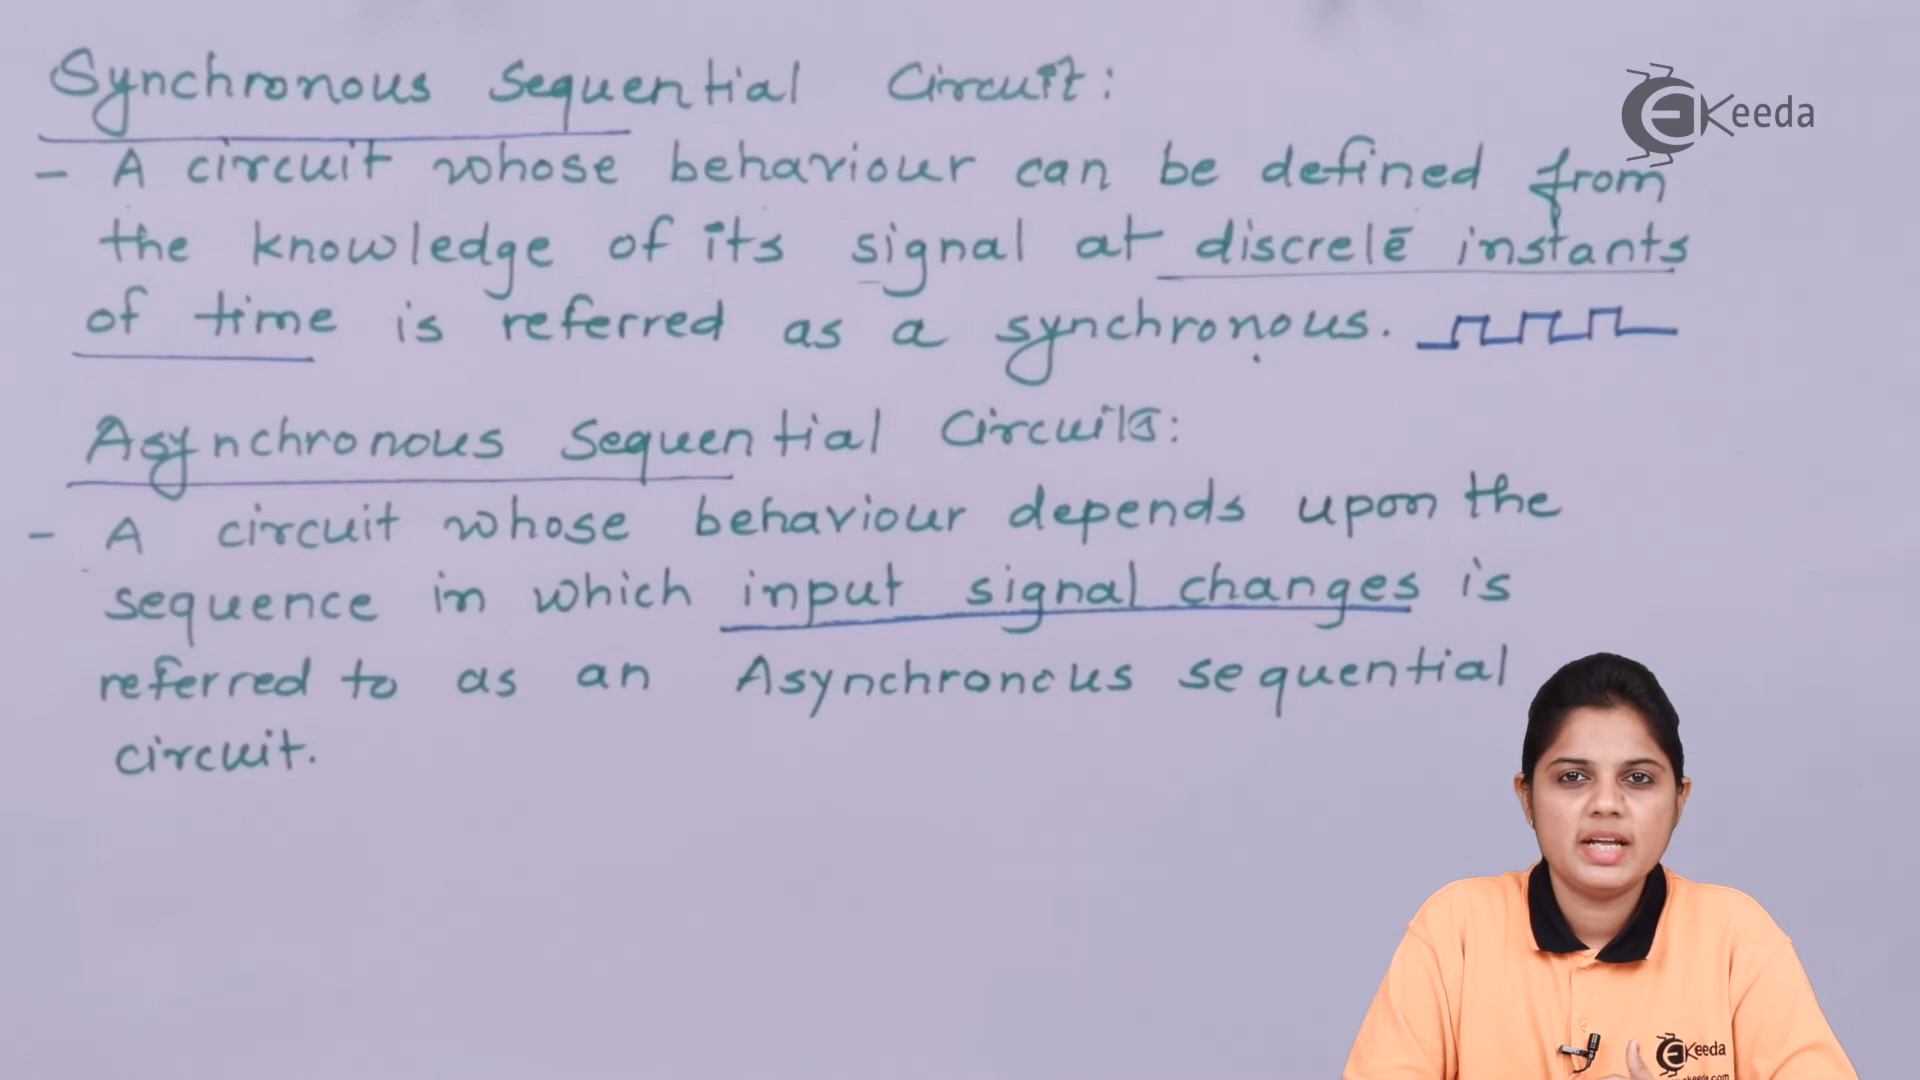 Synchronous Sequential Circuit:
- A circuit whose behaviour can be defined from
the knowledge of its signal at discrete instants
of time is referred as a synchronous.
Asynchronous Sequential Circuits:
- A circuit whose behaviour depends upon the
sequence in which input signal changes is
referred to as an Asynchronous sequential
circuit.
EKeeda
EKeeda